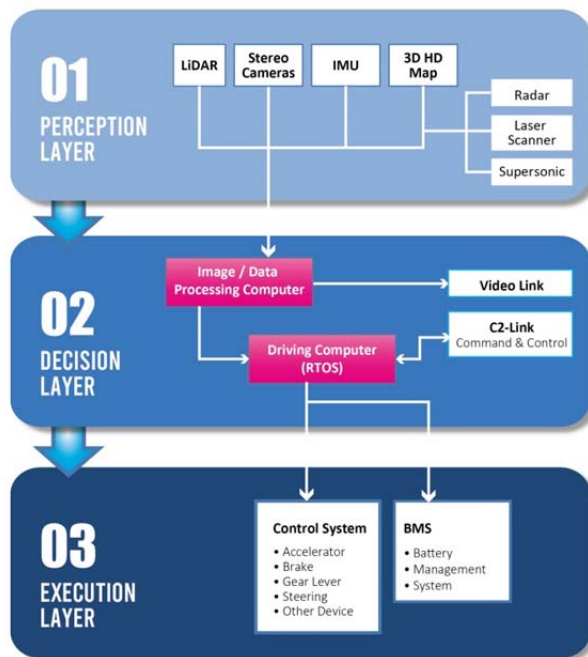 01
PERCEPTION
LAYER
LiDAR
Stereo
Cameras
IMU
3D HD
Map
Radar
Laser
Scanner
Supersonic
02
DECISION
LAYER
Image / Data
Processing Computer
Video Link
Driving Computer
(RTOS)
C2-Link
Command & Control
03
EXECUTION
LAYER
Control System
• Accelerator
• Brake
• Gear Lever
• Steering
• Other Device
BMS
• Battery
• Management
• System